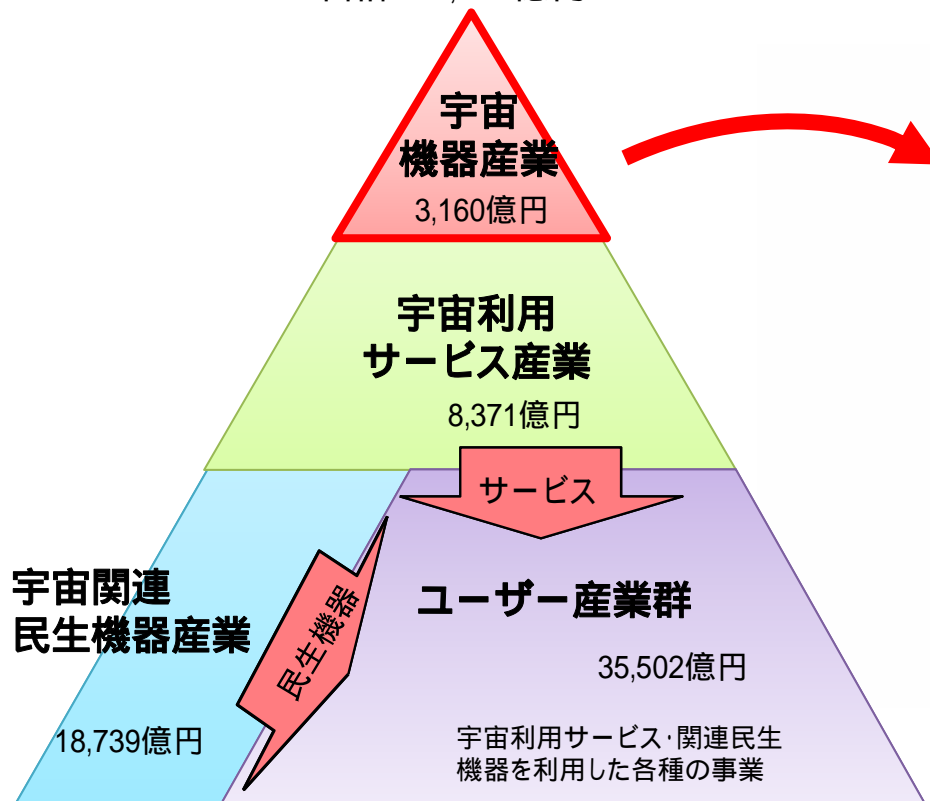 宇宙
機器産業
3,160億円
宇宙利用
サービス産業
8,371億円
サービス
宇宙関連
民生機器産業
民生機器
ユーザー産業群
35,502億円
18,739億円
宇宙利用サービス・関連民生
機器を利用した各種の事業